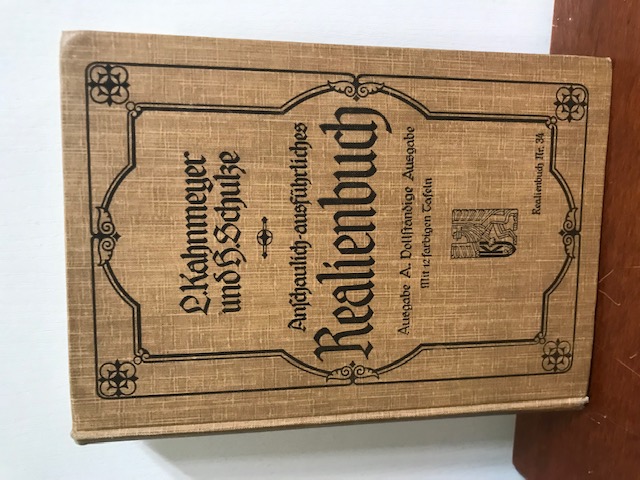 L. Kahnmeyer
und H. Schulze
Anschaulich-ausführliches
Realienbuch
Ausgabe A. Vollständige Ausgabe
Mit 12 farbigen Tafeln
Realienbuch Nr. 34